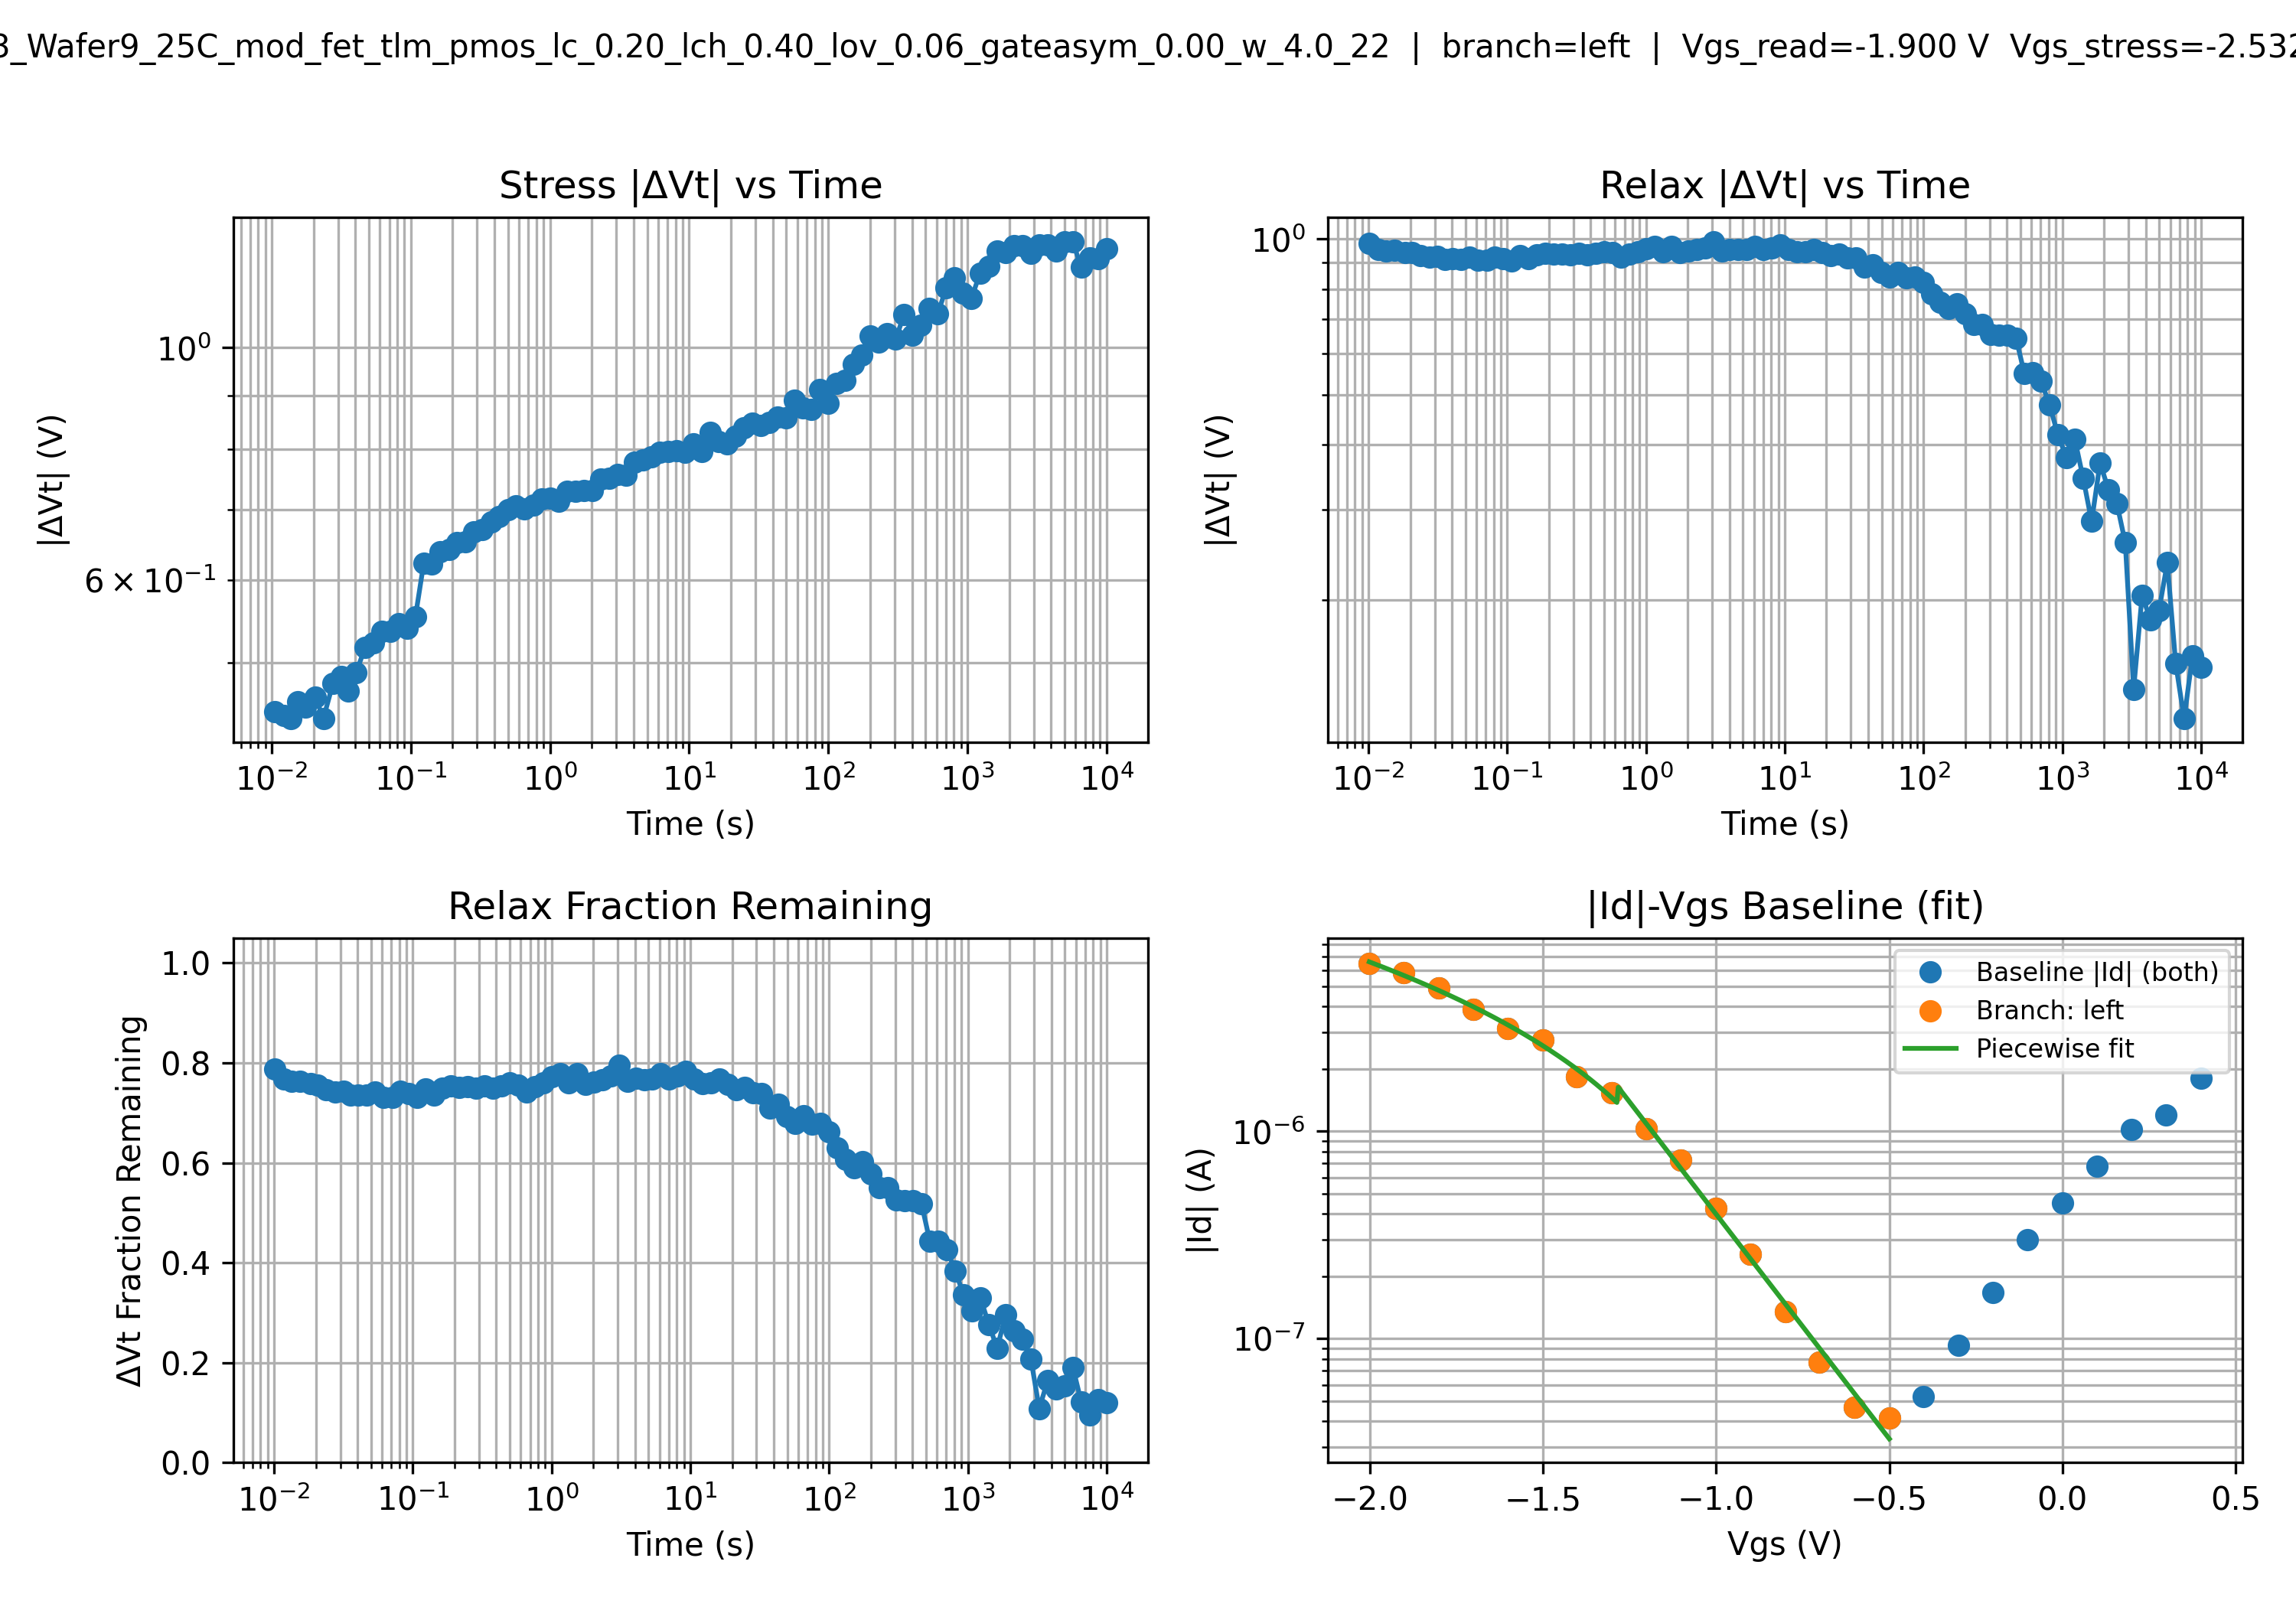 3_Wafer9_25C_mod_fet_tlm_pmos_lc_0.20_lch_0.40_lov_0.06_gateasym_0.00_w_4.0_22 | branch=left | Vgs_read=-1.900 V Vgs_stress=-2.532
Stress |ΔVt| vs Time
|ΔVt| (V)
10⁰
6 × 10⁻¹
10⁻² 10⁻¹ 10⁰ 10¹ 10² 10³ 10⁴
Time (s)
Relax |ΔVt| vs Time
|ΔVt| (V)
10⁰
10⁻² 10⁻¹ 10⁰ 10¹ 10² 10³ 10⁴
Time (s)
Relax Fraction Remaining
ΔVt Fraction Remaining
1.0
0.8
0.6
0.4
0.2
0.0
10⁻² 10⁻¹ 10⁰ 10¹ 10² 10³ 10⁴
Time (s)
|Id|-Vgs Baseline (fit)
|Id| (A)
Baseline |Id| (both)
Branch: left
Piecewise fit
10⁻⁶
10⁻⁷
−2.0 −1.5 −1.0 −0.5 0.0 0.5
Vgs (V)